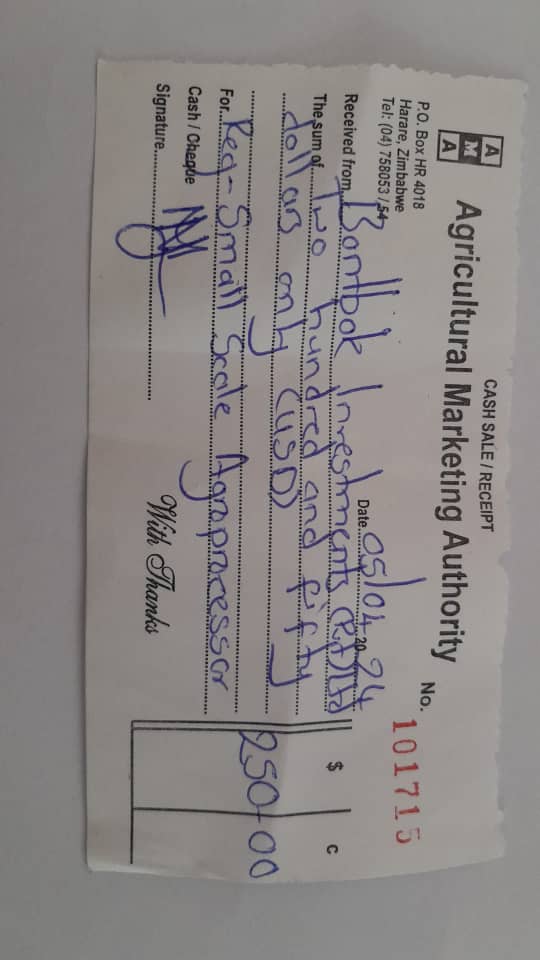 CASH SALE / RECEIPT
A M A
Agricultural Marketing Authority
No. 101715
P.O. Box HR 4018
Harare, Zimbabwe
Tel: (04) 758053 / 54
Date 05/04 20 24
Received from Bontbok Investments (Pvt) Ltd
The sum of Two hundred and fifty
dollars only (USD)
For Reg - Small Scale Agroprocessor
$ C
250-00
Cash / Cheque
Signature
With Thanks